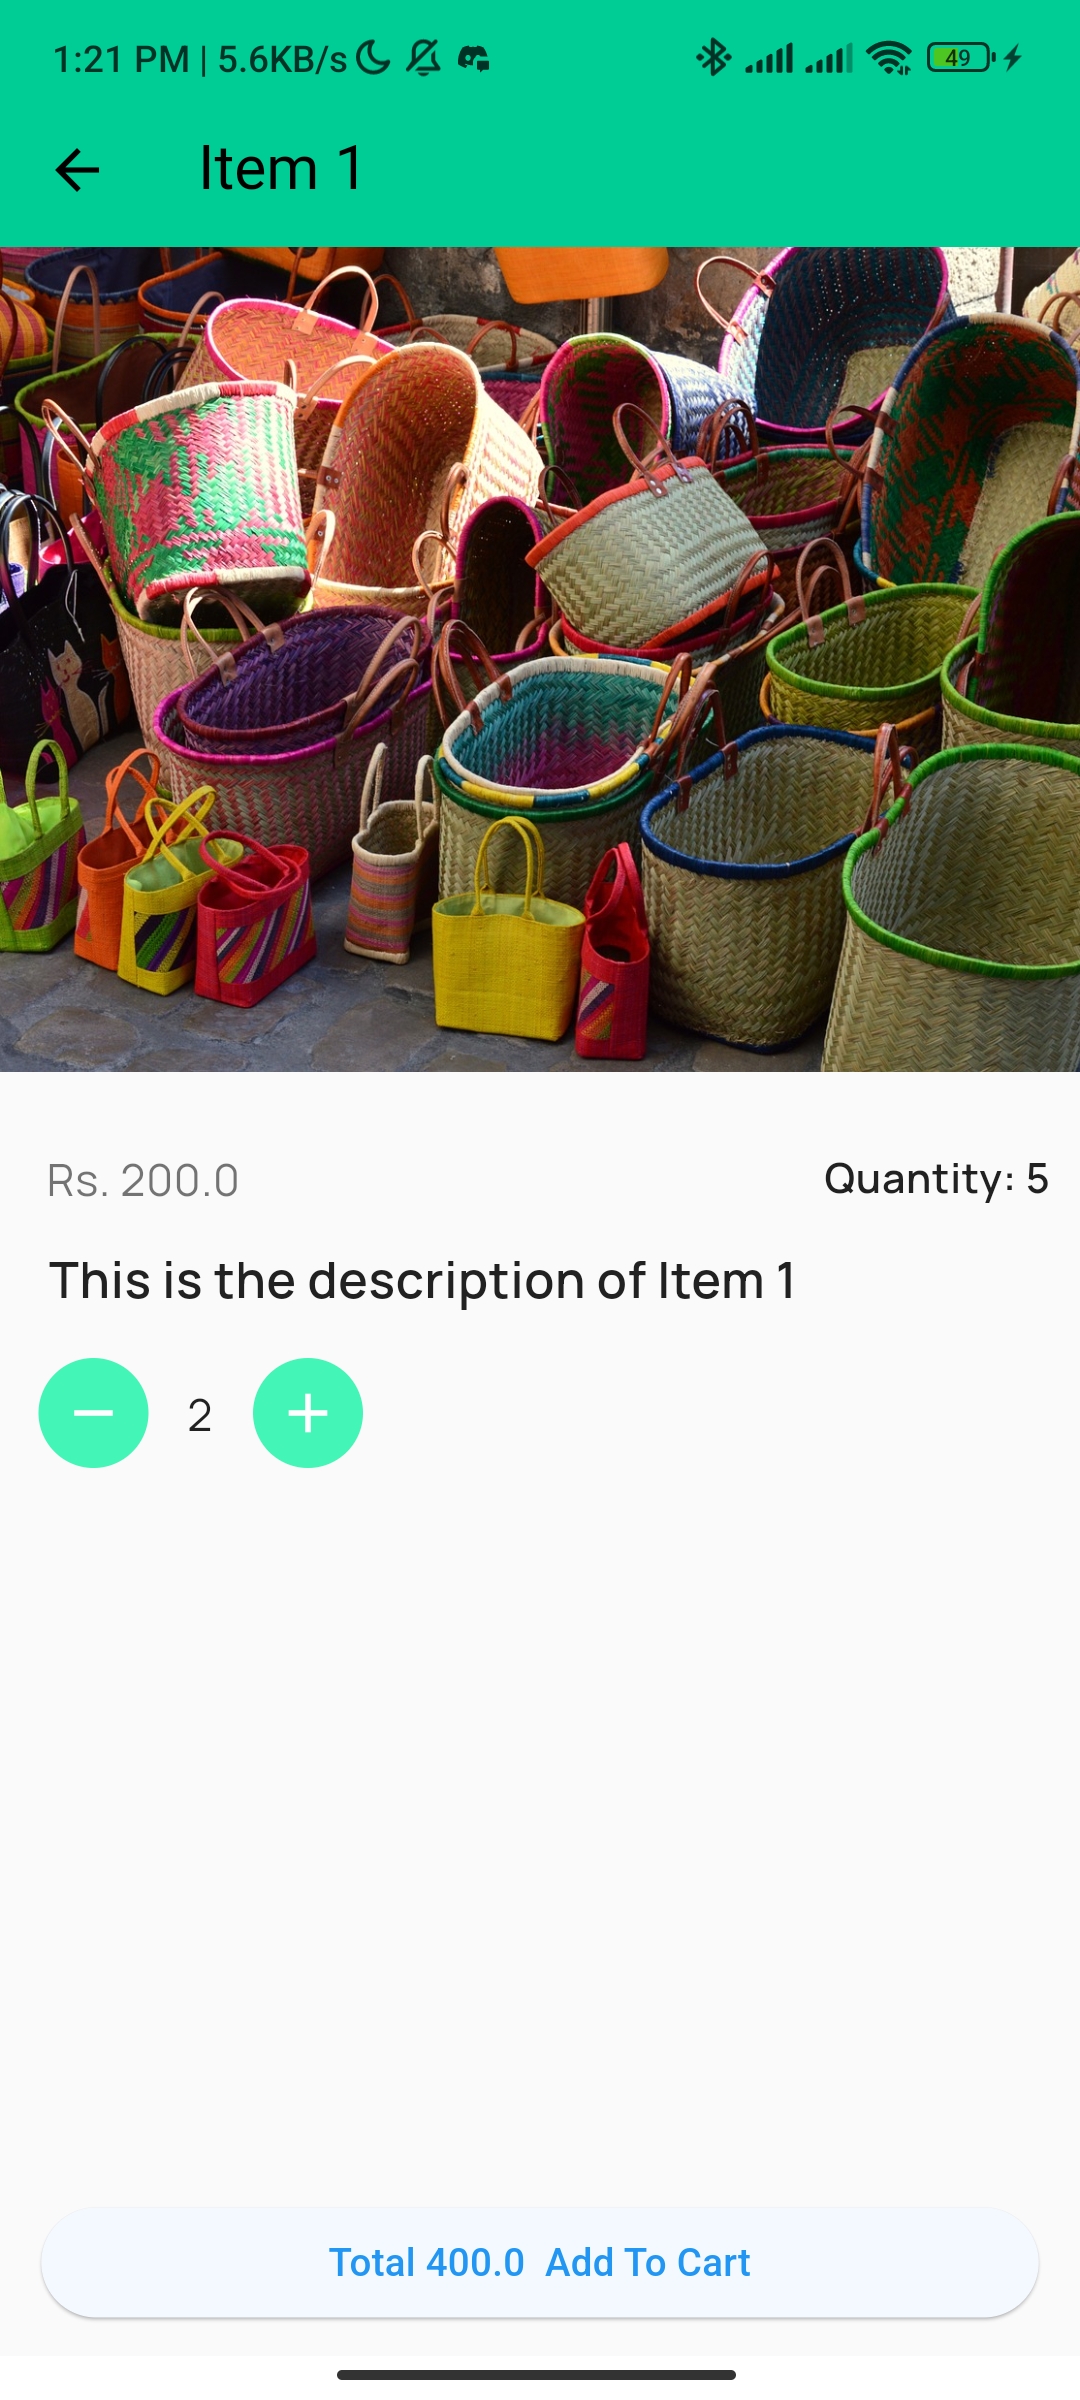 1:21 PM | 5.6KB/s 49
Item 1
Rs. 200.0 Quantity: 5
This is the description of Item 1
2
Total 400.0 Add To Cart